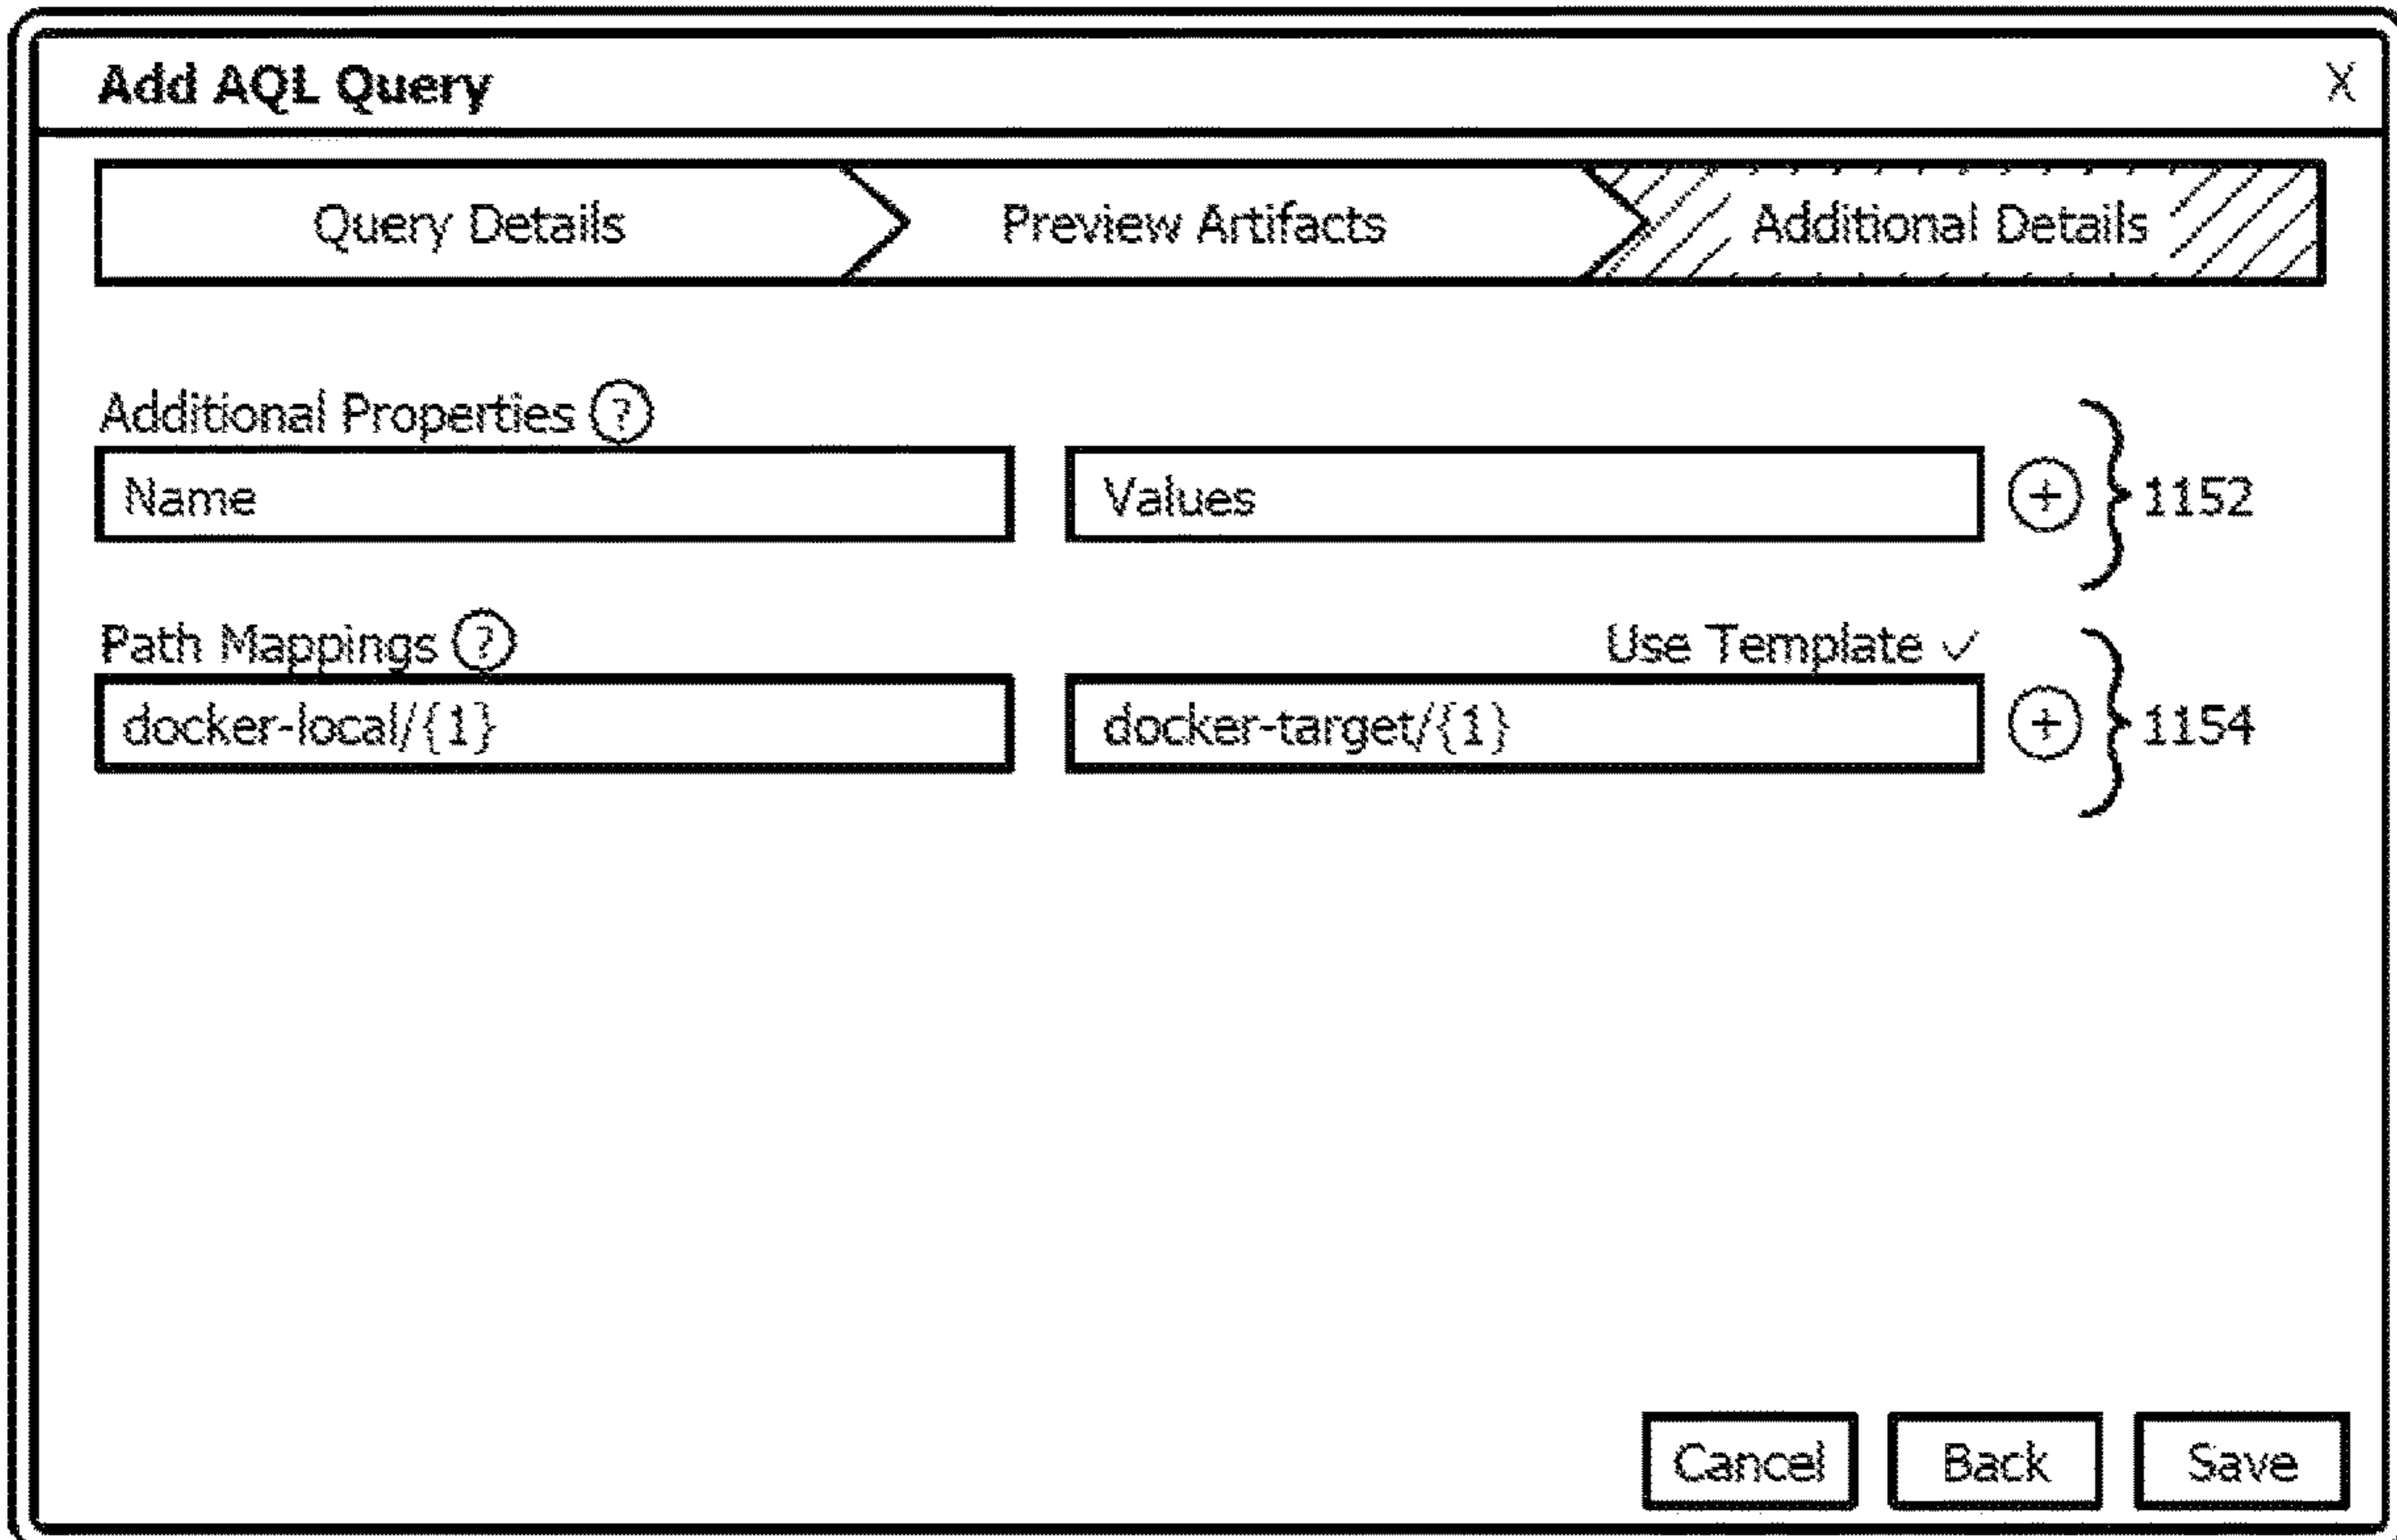 Add AQL Query X
Query Details Preview Artifacts Additional Details
Additional Properties ?
Name Values + 1152
Path Mappings ? Use Template ✓
docker-local/{1} docker-target/{1} + 1154
Cancel Back Save